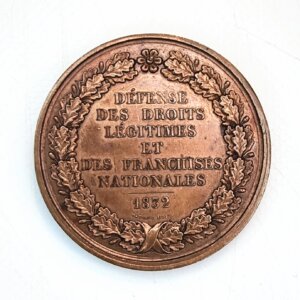 DÉFENSE
DES DROITS
LÉGITIMES
ET
DES FRANCHISES
NATIONALES
1832